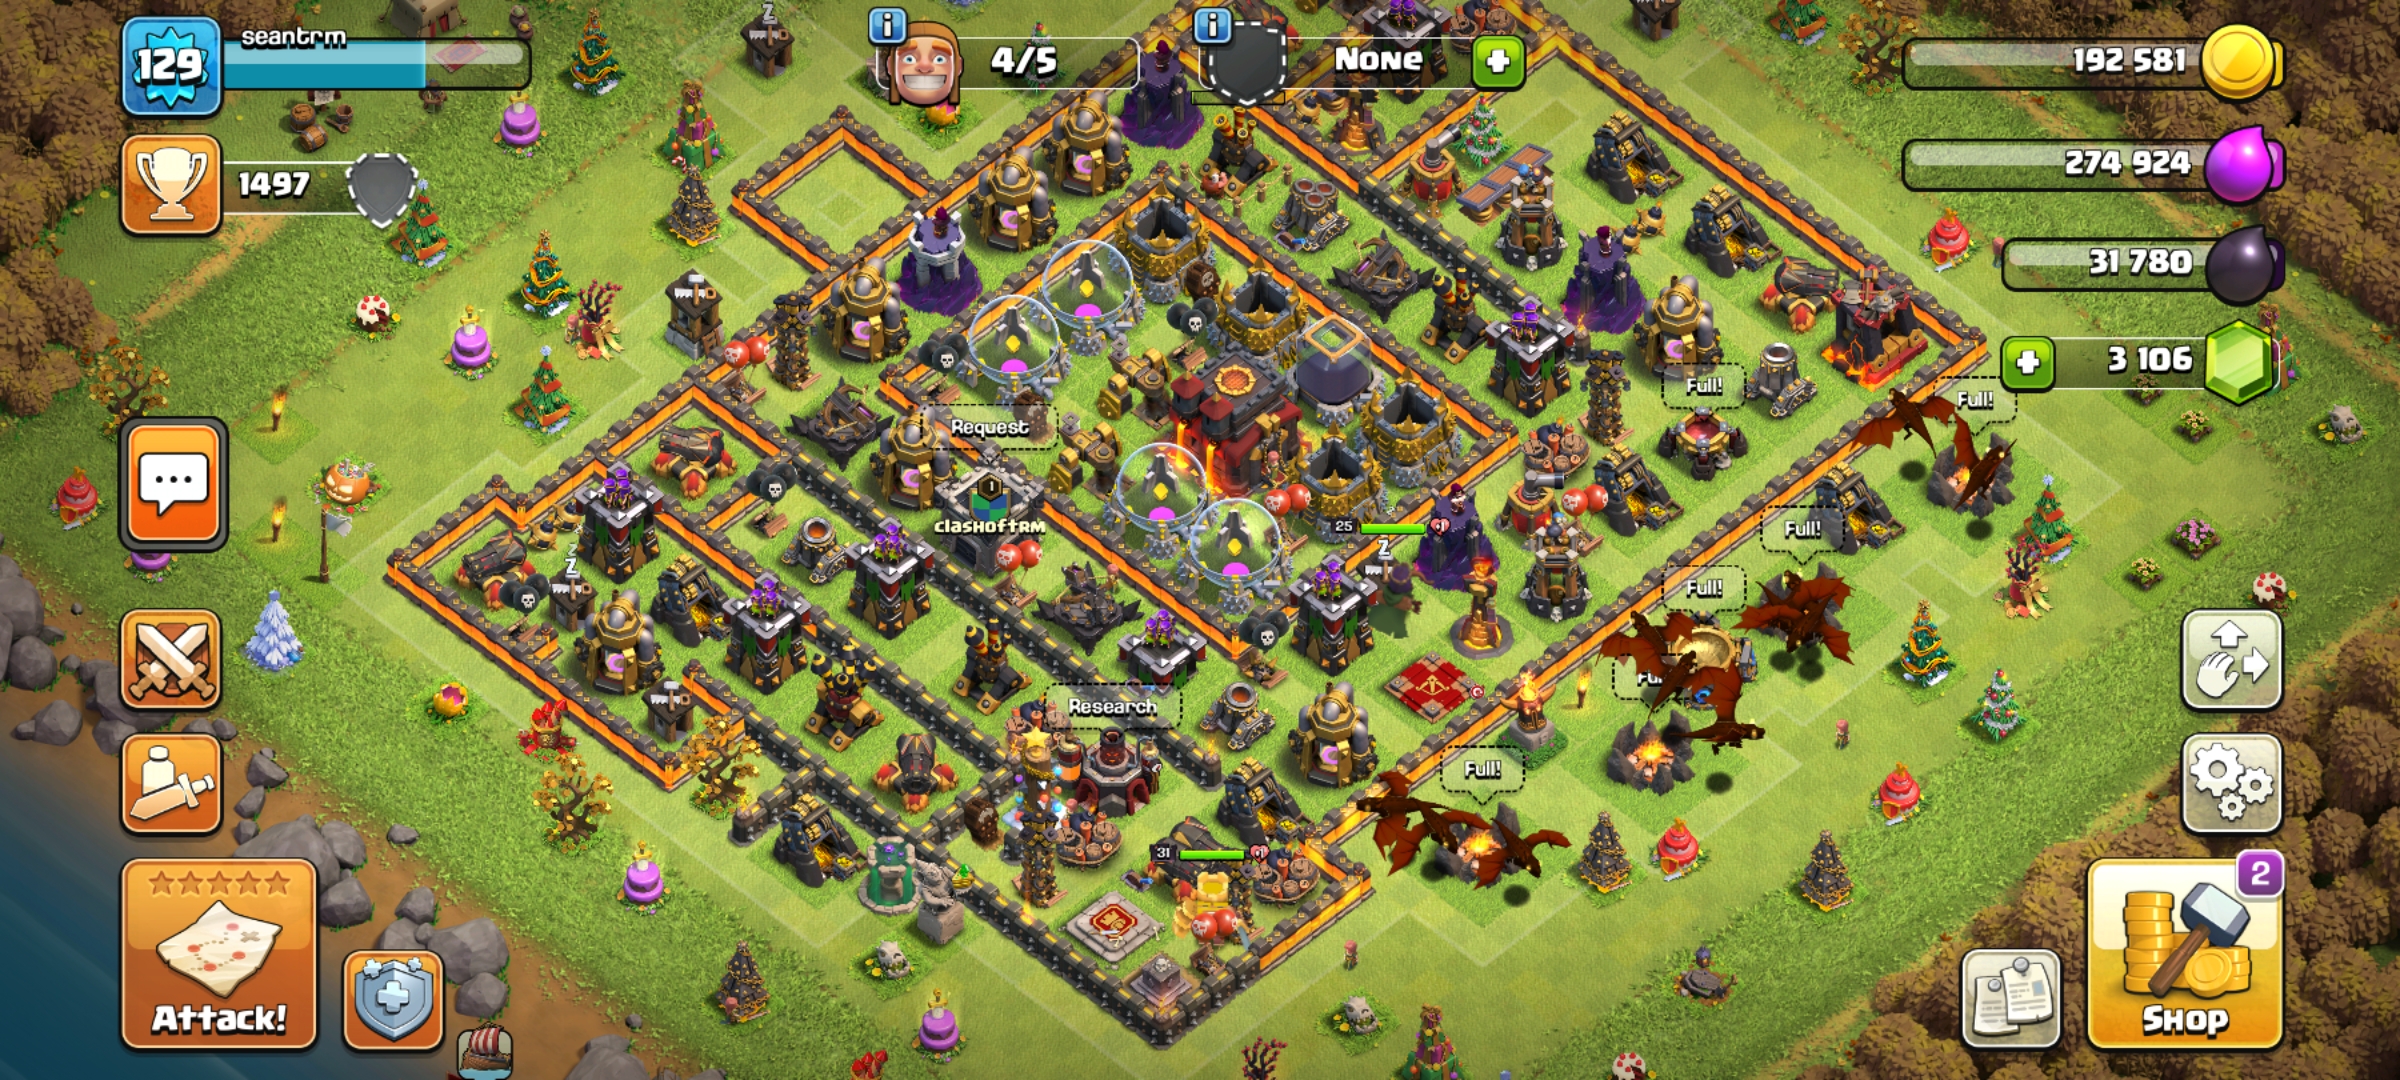 129
seantrm
4/5
None
192 581
1497
274 924
31 780
3 106
Full!
Full!
Request
1
clashoftRM
25
Full!
Full!
Z
Z
Z
Research
Full!
31
2
Attack!
Shop